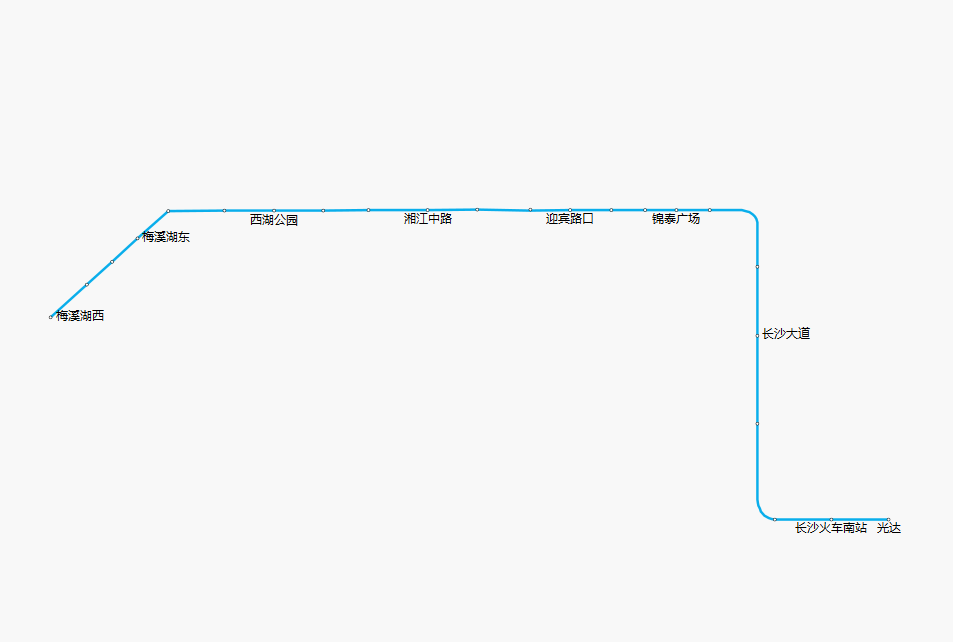 西湖公园
湘江中路
迎宾路口
锦泰广场
梅溪湖东
梅溪湖西
长沙大道
长沙火车南站
光达